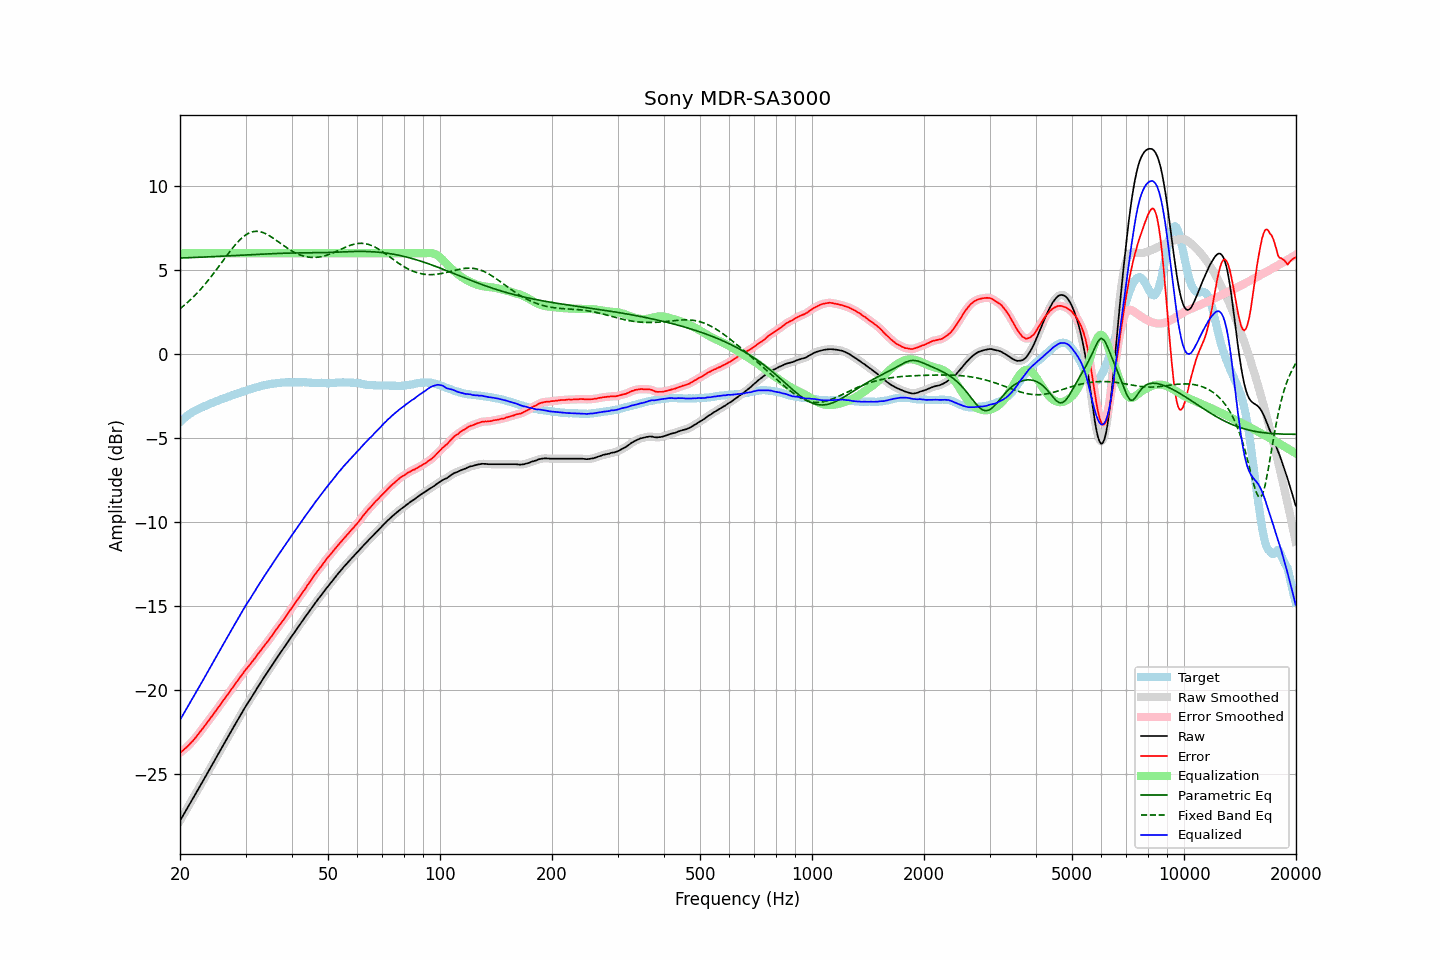 Sony MDR-SA3000
Amplitude (dBr)
10
5
0
−5
−10
−15
−20
−25
20
50
100
200
500
1000
2000
5000
10000
20000
Frequency (Hz)
Target
Raw Smoothed
Error Smoothed
Raw
Error
Equalization
Parametric Eq
Fixed Band Eq
Equalized